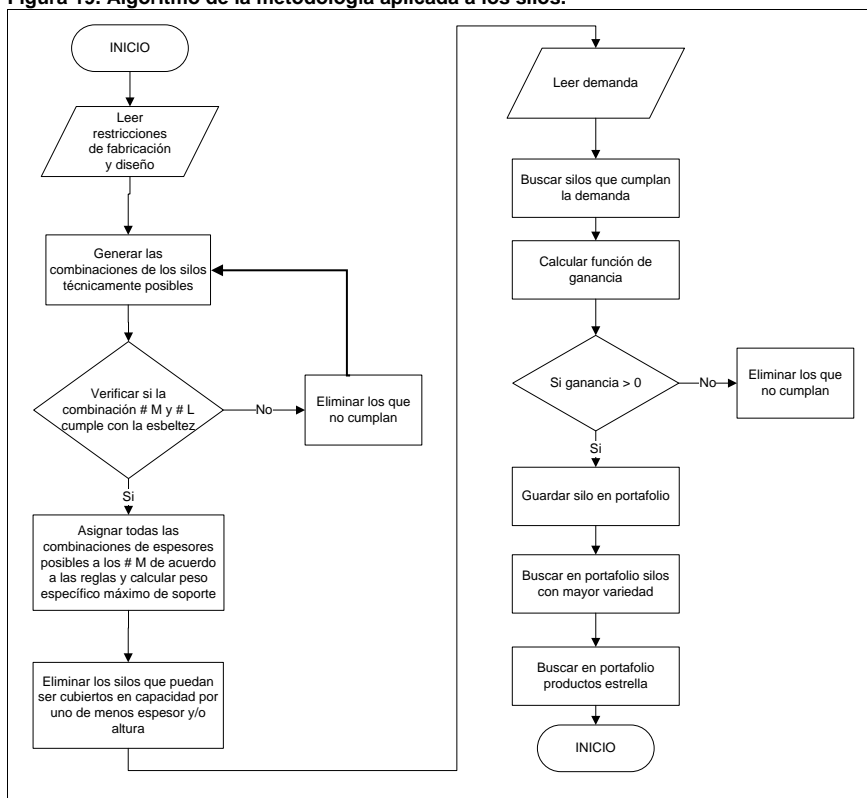 Figura 19. Algoritmo de la metodología aplicada a los silos.
INICIO
Leer
restricciones
de fabricación
y diseño
Generar las
combinaciones de los silos
técnicamente posibles
Verificar si la
combinación # M y # L
cumple con la esbeltez
No
Eliminar los que
no cumplan
Si
Asignar todas las
combinaciones de espesores
posibles a los # M de acuerdo
a las reglas y calcular peso
específico máximo de soporte
Eliminar los silos que puedan
ser cubiertos en capacidad por
uno de menos espesor y/o
altura
Leer demanda
Buscar silos que cumplan
la demanda
Calcular función de
ganancia
Si ganancia > 0
No
Eliminar los que
no cumplan
Si
Guardar silo en portafolio
Buscar en portafolio silos
con mayor variedad
Buscar en portafolio
productos estrella
INICIO